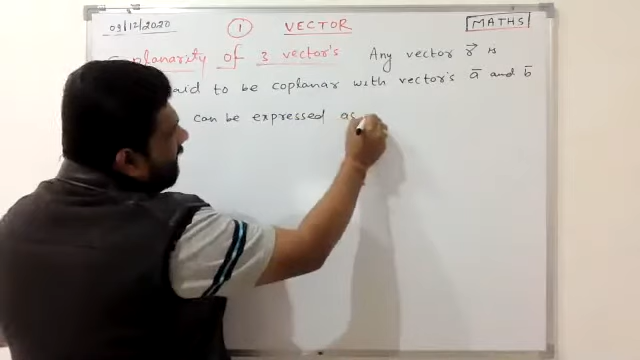 03/12/2020 1 VECTOR MATHS
Coplanarity of 3 vector's Any vector r⃗ is
said to be coplanar with vector's a̅ and b̅
can be expressed as